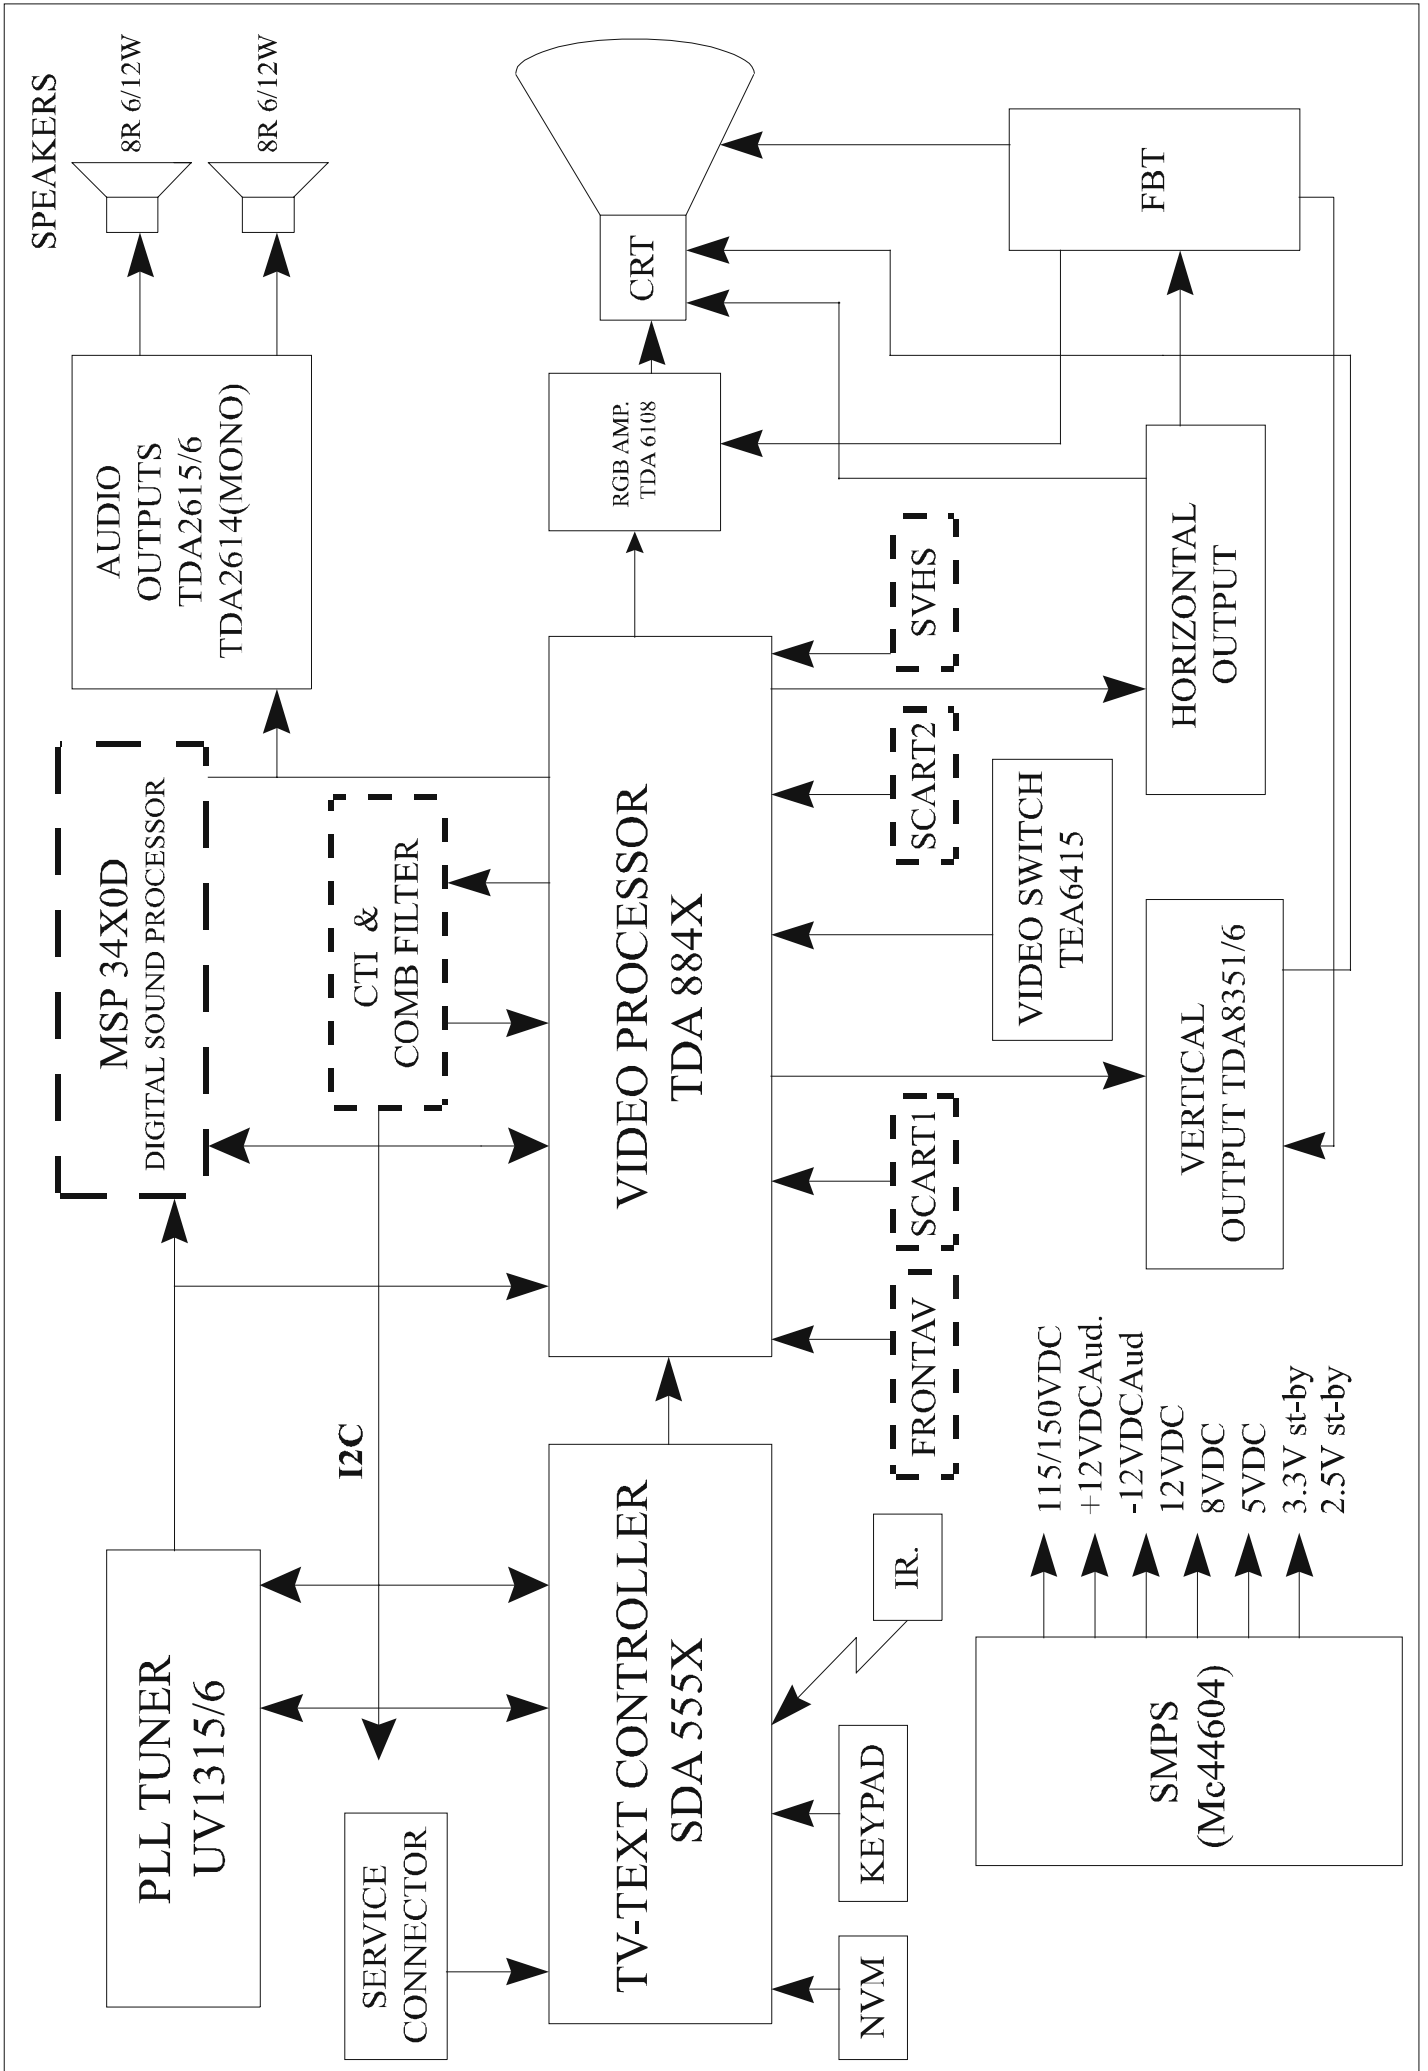 SPEAKERS
8R 6/12W
8R 6/12W
AUDIO
OUTPUTS
TDA2615/6
TDA2614(MONO)
MSP 34X0D
DIGITAL SOUND PROCESSOR
CTI &
COMB FILTER
I2C
PLL TUNER
UV1315/6
SERVICE
CONNECTOR
TV-TEXT CONTROLLER
SDA 555X
VIDEO PROCESSOR
TDA 884X
RGB AMP.
TDA 6108
CRT
FBT
NVM
KEYPAD
IR.
FRONTAV
SCART1
SCART2
SVHS
VIDEO SWITCH
TEA6415
VERTICAL
OUTPUT TDA8351/6
HORIZONTAL
OUTPUT
SMPS
(Mc44604)
115/150VDC
+12VDCAud.
-12VDCAud
12VDC
8VDC
5VDC
3.3V st-by
2.5V st-by